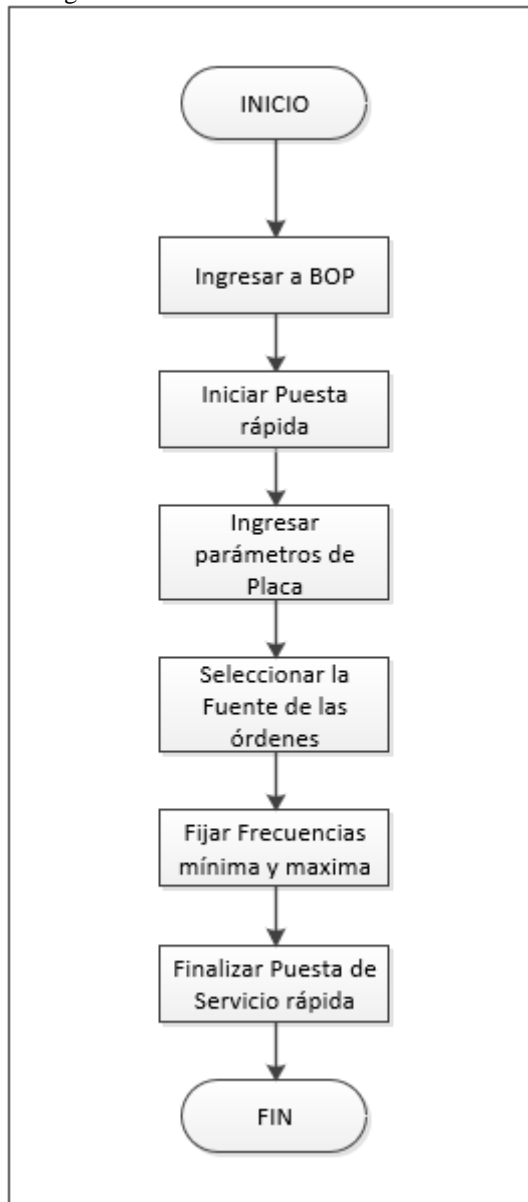 INICIO
Ingresar a BOP
Iniciar Puesta
rápida
Ingresar
parámetros de
Placa
Seleccionar la
Fuente de las
órdenes
Fijar Frecuencias
mínima y maxima
Finalizar Puesta de
Servicio rápida
FIN